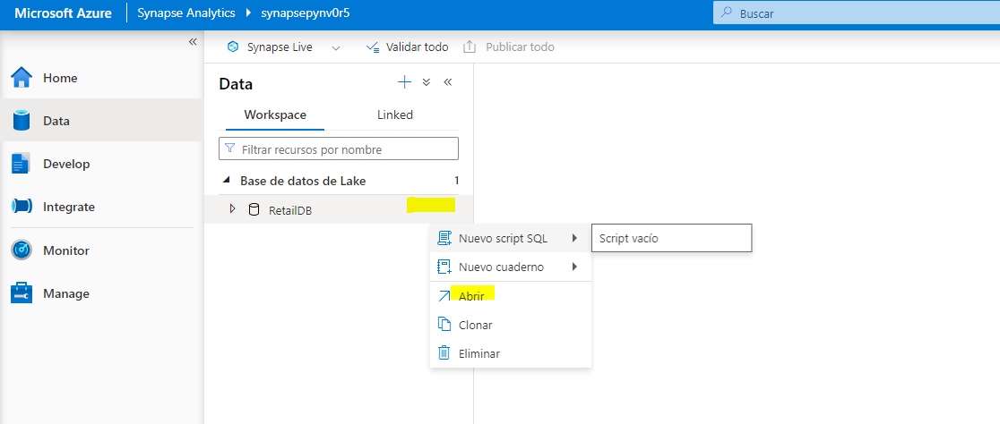 Microsoft Azure Synapse Analytics synapsepynv0r5 Buscar
«
Synapse Live Validar todo Publicar todo
Home
Data
Develop
Integrate
Monitor
Manage
Data
Workspace Linked
Filtrar recursos por nombre
Base de datos de Lake 1
RetailDB
Nuevo script SQL
Script vacío
Nuevo cuaderno
Abrir
Clonar
Eliminar